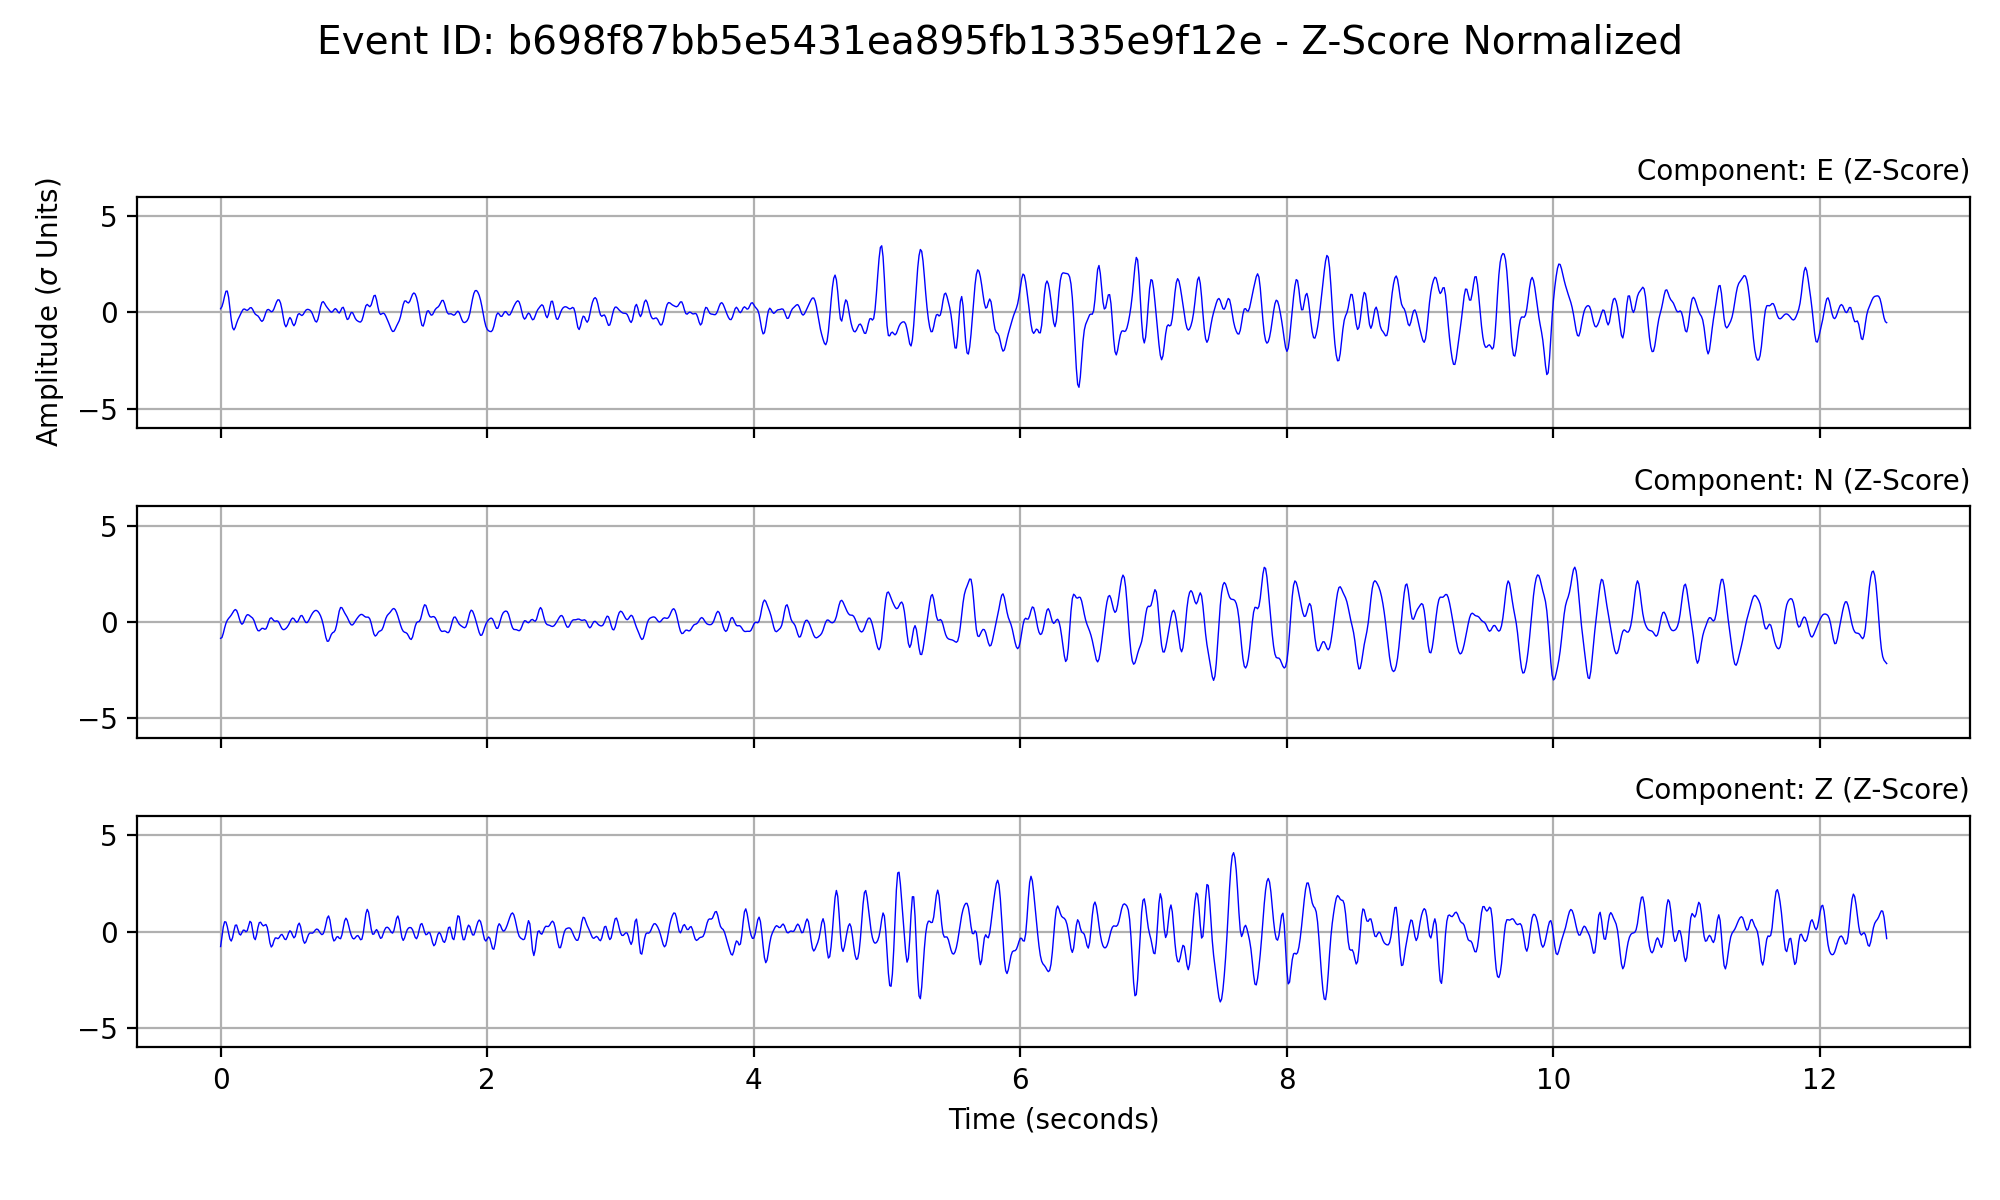 Event ID: b698f87bb5e5431ea895fb1335e9f12e - Z-Score Normalized
Component: E (Z-Score)
Amplitude (σ Units)
5
0
−5
Component: N (Z-Score)
5
0
−5
Component: Z (Z-Score)
5
0
−5
0 2 4 6 8 10 12
Time (seconds)